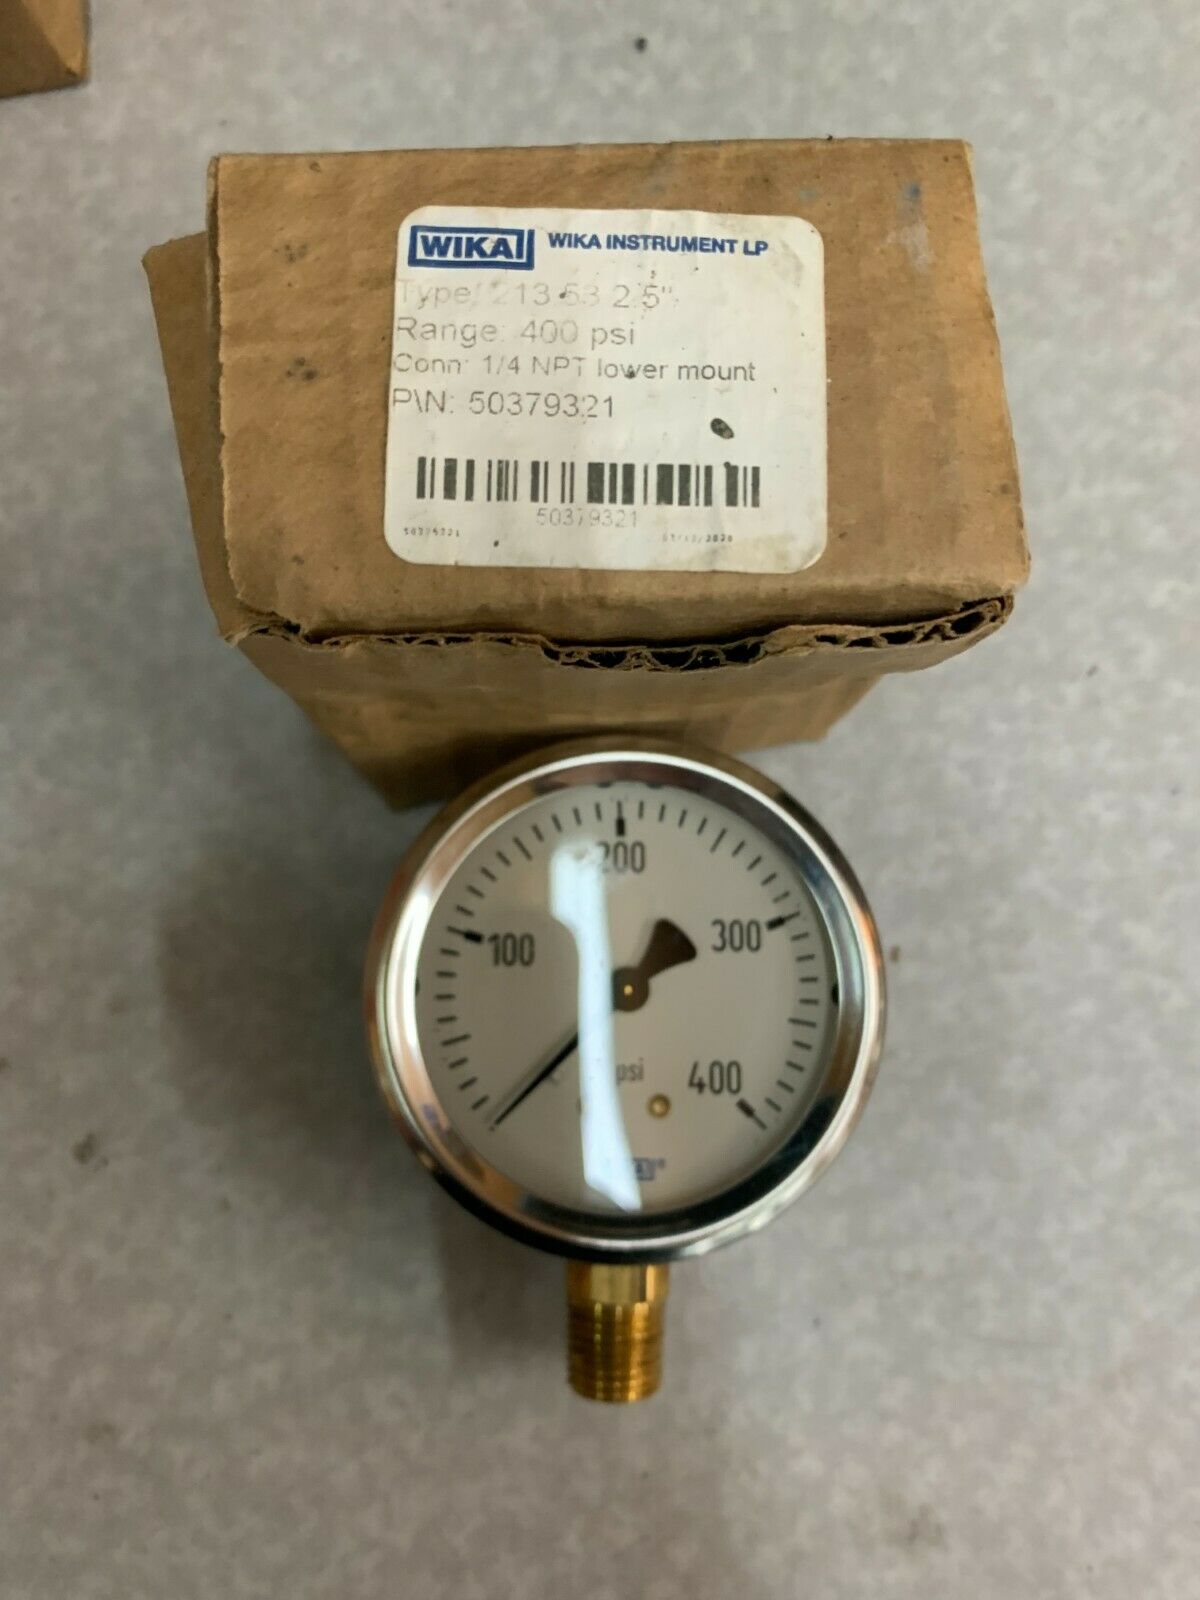 WIKA WIKA INSTRUMENT LP
Type: 213.53 2.5"
Range: 400 psi
Conn: 1/4 NPT lower mount
P\N: 50379321
50379321
50379321
200
100
300
psi
400